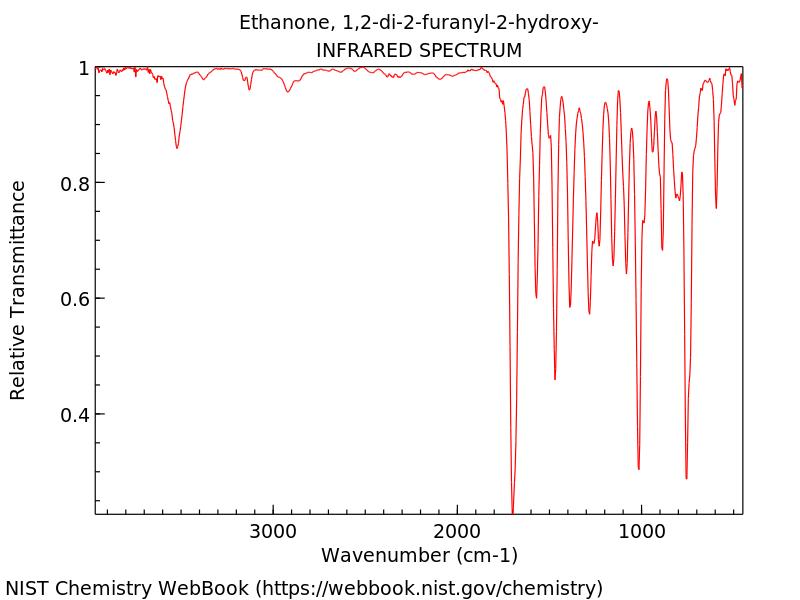 Ethanone, 1,2-di-2-furanyl-2-hydroxy-
INFRARED SPECTRUM
1
0.8
0.6
0.4
Relative Transmittance
3000 2000 1000
Wavenumber (cm-1)
NIST Chemistry WebBook (https://webbook.nist.gov/chemistry)